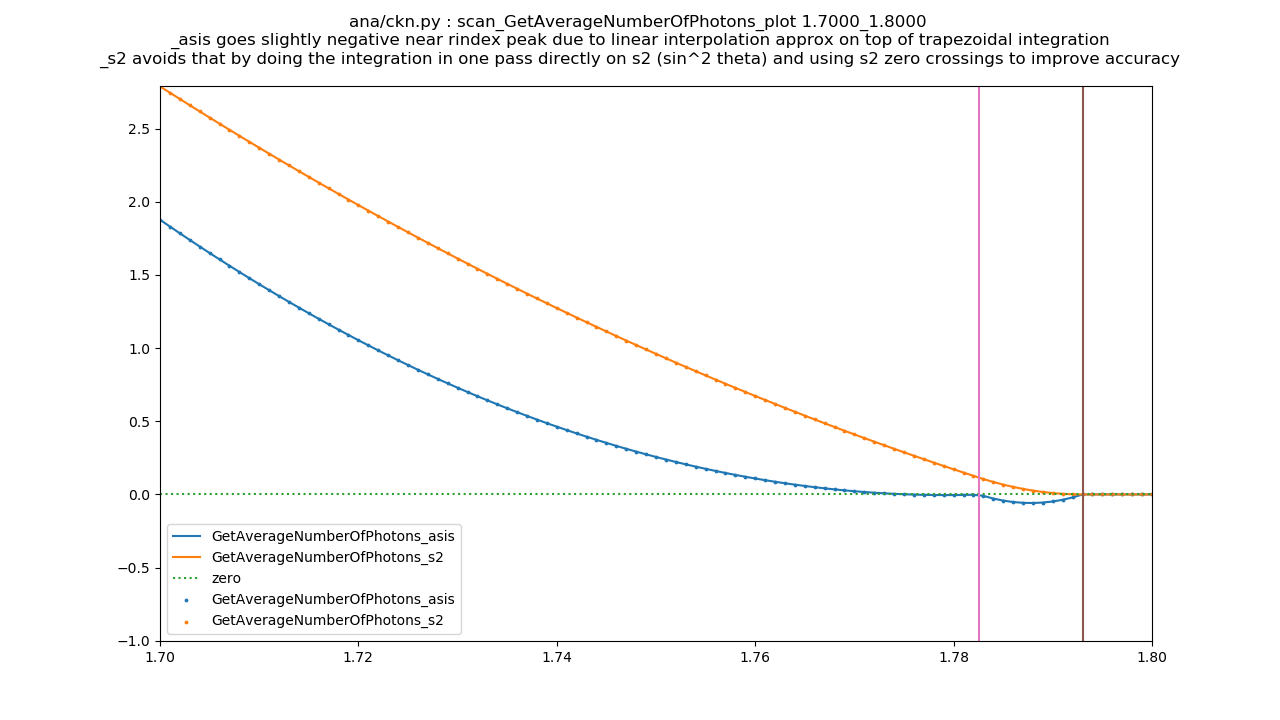 ana/ckn.py : scan_GetAverageNumberOfPhotons_plot 1.7000_1.8000
_asis goes slightly negative near rindex peak due to linear interpolation approx on top of trapezoidal integration
_s2 avoids that by doing the integration in one pass directly on s2 (sin^2 theta) and using s2 zero crossings to improve accuracy
2.5
2.0
1.5
1.0
0.5
0.0
−0.5
−1.0
GetAverageNumberOfPhotons_asis
GetAverageNumberOfPhotons_s2
zero
GetAverageNumberOfPhotons_asis
GetAverageNumberOfPhotons_s2
1.70
1.72
1.74
1.76
1.78
1.80